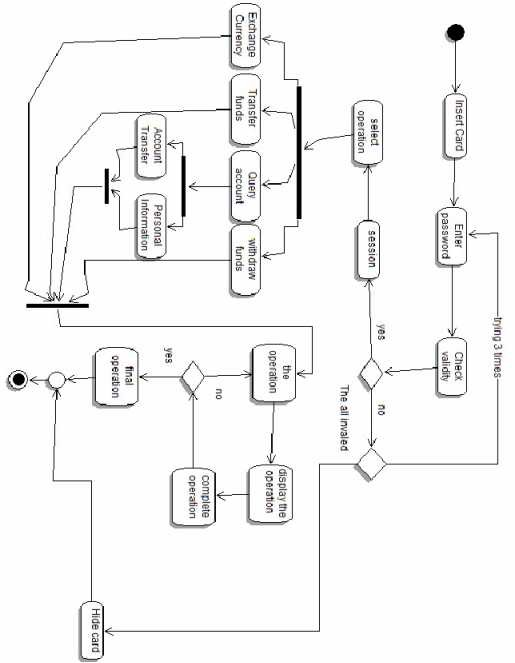 Insert Card
Enter
password
Check
validity
trying 3 times
yes
no
The all invaled
session
select
operation
Exchange
Currency
Transfer
funds
Query
account
withdraw
funds
Account
Transfer
Personal
Information
the
operation
display the
operation
complete
operation
no
yes
final
operation
Hide card